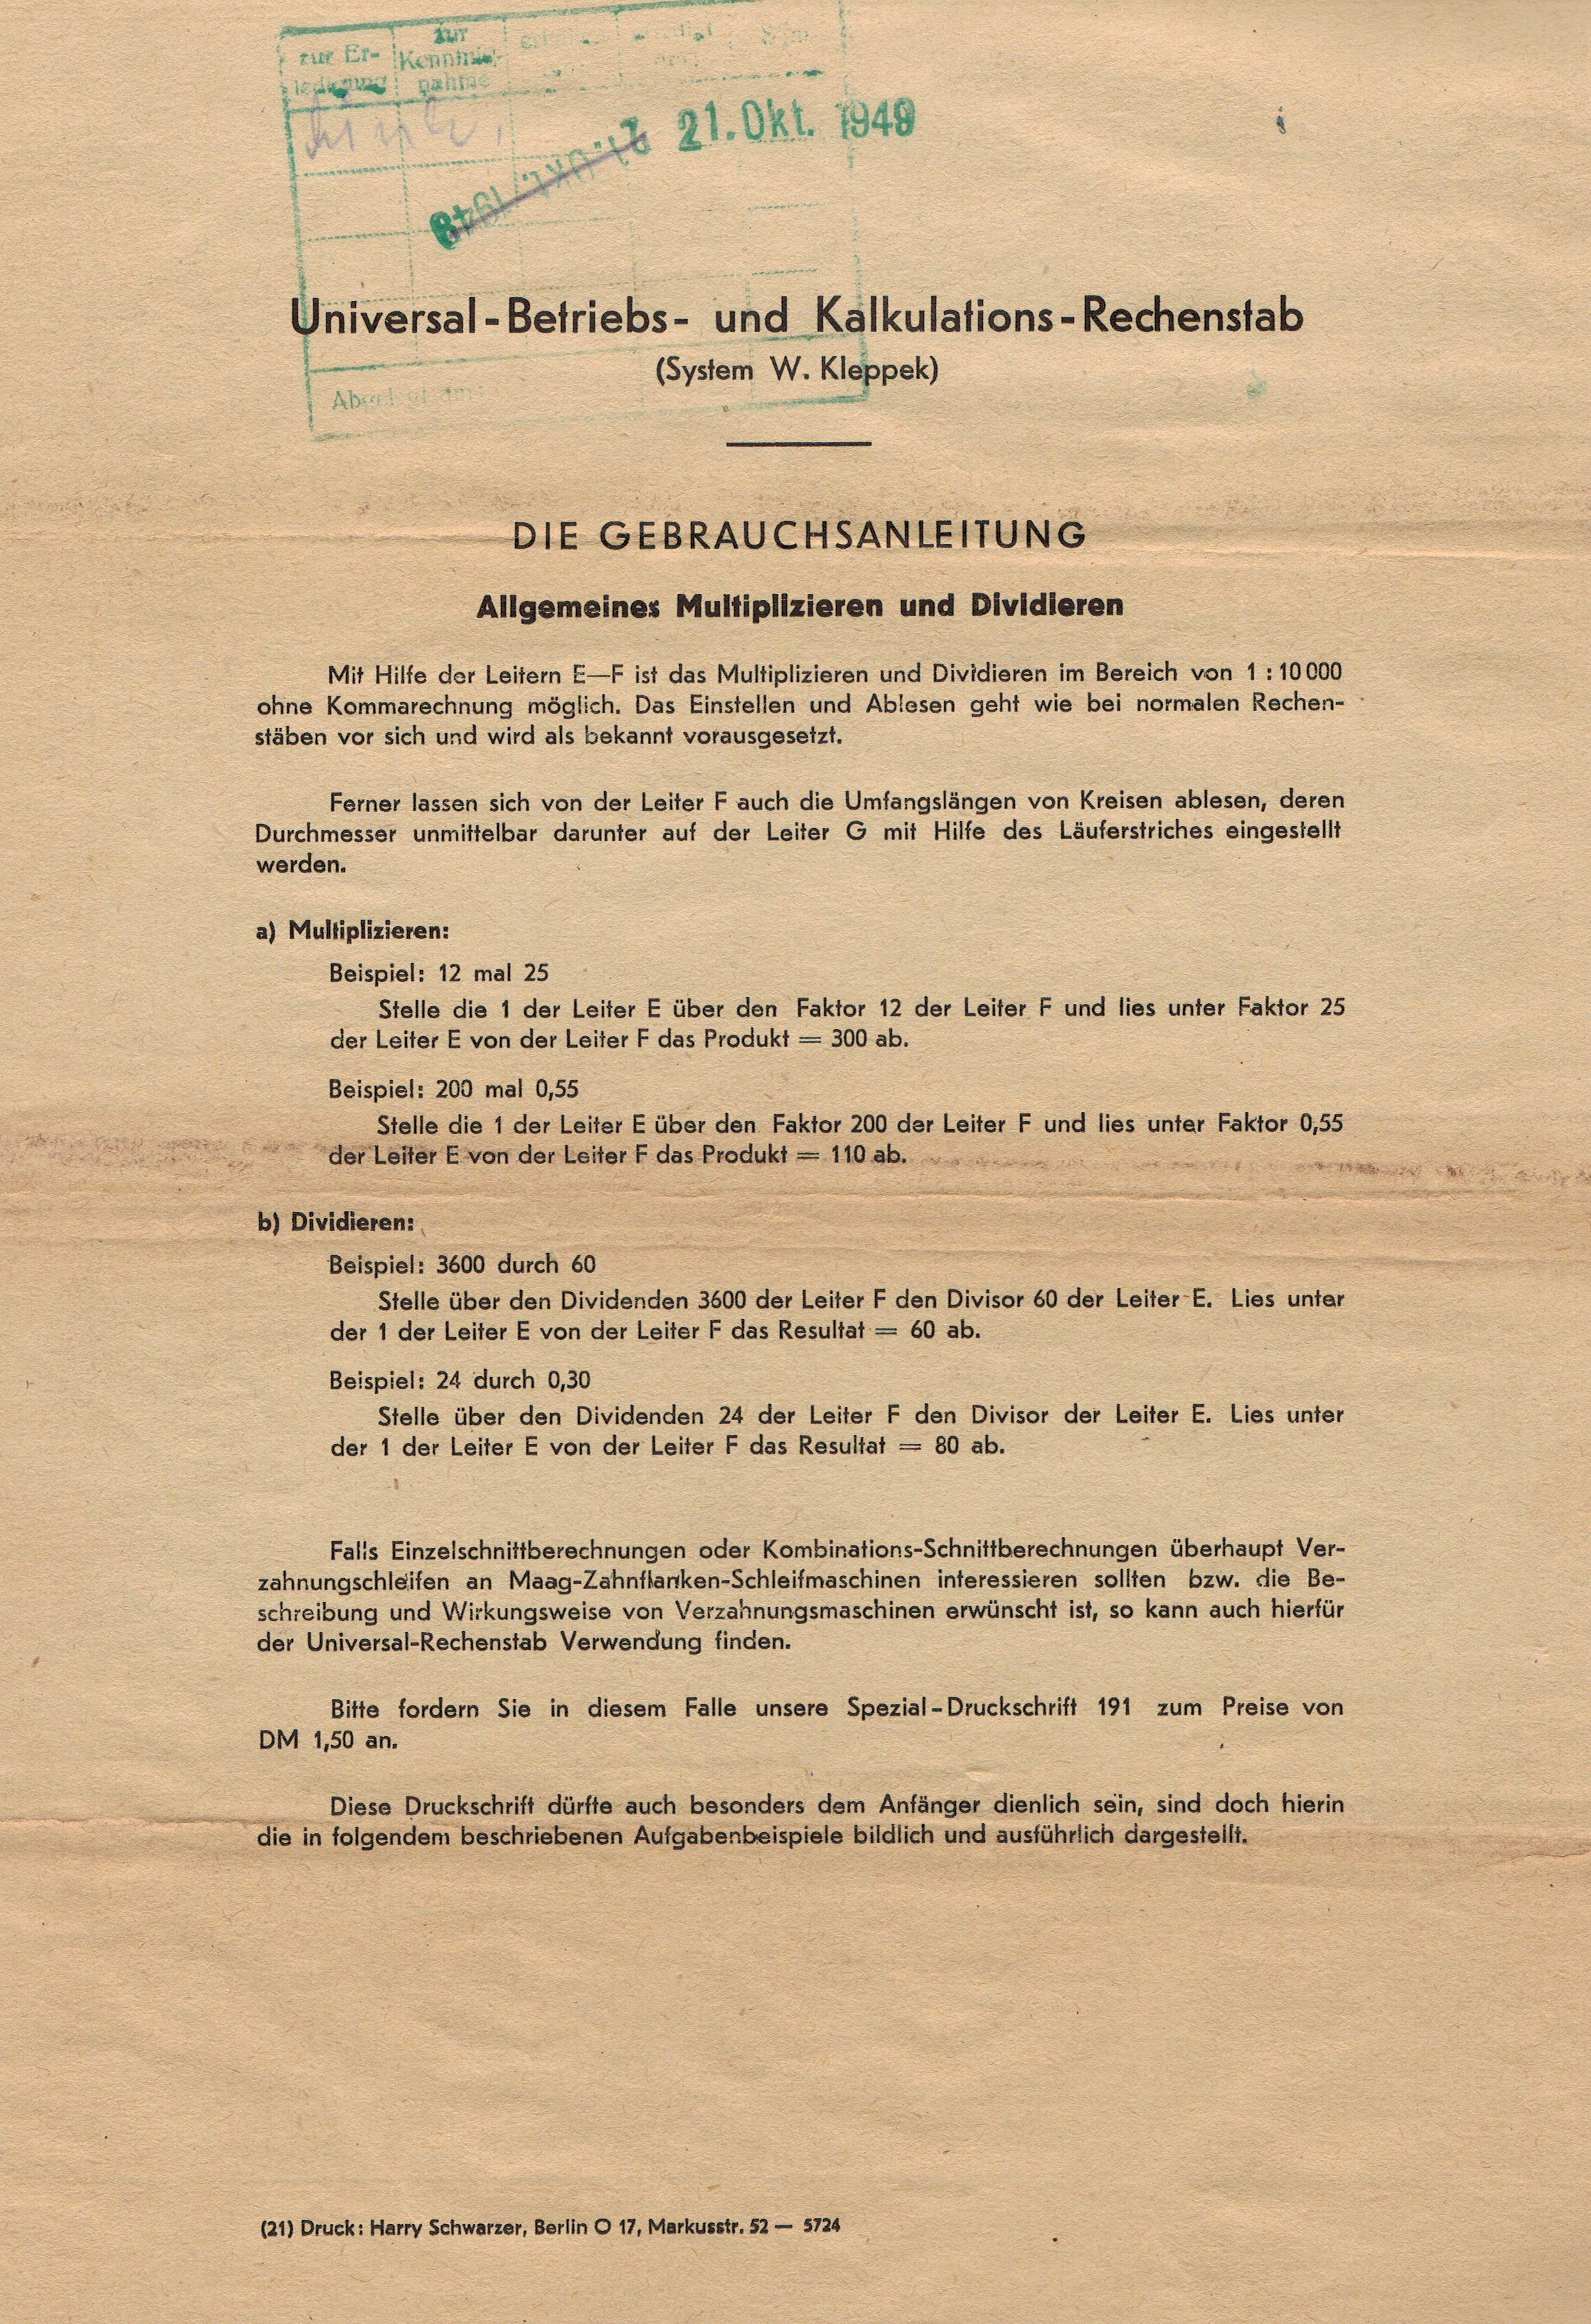 zur Er- zur
ledigung Kenntnis-
nahme
21. Okt. 1949
Universal-Betriebs- und Kalkulations-Rechenstab
(System W. Kleppek)
DIE GEBRAUCHSANLEITUNG
Allgemeines Multiplizieren und Dividieren
Mit Hilfe der Leitern E—F ist das Multiplizieren und Dividieren im Bereich von 1 : 10 000
ohne Kommarechnung möglich. Das Einstellen und Ablesen geht wie bei normalen Rechen-
stäben vor sich und wird als bekannt vorausgesetzt.
Ferner lassen sich von der Leiter F auch die Umfangslängen von Kreisen ablesen, deren
Durchmesser unmittelbar darunter auf der Leiter G mit Hilfe des Läuferstriches eingestellt
werden.
a) Multiplizieren:
Beispiel: 12 mal 25
Stelle die 1 der Leiter E über den Faktor 12 der Leiter F und lies unter Faktor 25
der Leiter E von der Leiter F das Produkt = 300 ab.
Beispiel: 200 mal 0,55
Stelle die 1 der Leiter E über den Faktor 200 der Leiter F und lies unter Faktor 0,55
der Leiter E von der Leiter F das Produkt = 110 ab.
b) Dividieren:
Beispiel: 3600 durch 60
Stelle über den Dividenden 3600 der Leiter F den Divisor 60 der Leiter E. Lies unter
der 1 der Leiter E von der Leiter F das Resultat = 60 ab.
Beispiel: 24 durch 0,30
Stelle über den Dividenden 24 der Leiter F den Divisor der Leiter E. Lies unter
der 1 der Leiter E von der Leiter F das Resultat = 80 ab.
Falls Einzelschnittberechnungen oder Kombinations-Schnittberechnungen überhaupt Ver-
zahnungschleifen an Maag-Zahnflanken-Schleifmaschinen interessieren sollten bzw. die Be-
schreibung und Wirkungsweise von Verzahnungsmaschinen erwünscht ist, so kann auch hierfür
der Universal-Rechenstab Verwendung finden.
Bitte fordern Sie in diesem Falle unsere Spezial-Druckschrift 191 zum Preise von
DM 1,50 an.
Diese Druckschrift dürfte auch besonders dem Anfänger dienlich sein, sind doch hierin
die in folgendem beschriebenen Aufgabenbeispiele bildlich und ausführlich dargestellt.
(21) Druck: Harry Schwarzer, Berlin O 17, Markusstr. 52 — 5724